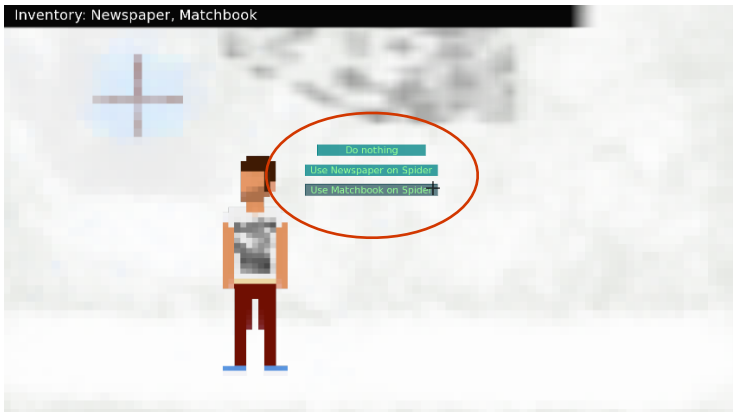 Inventory: Newspaper, Matchbook
Do nothing
Use Newspaper on Spider
Use Matchbook on Spider